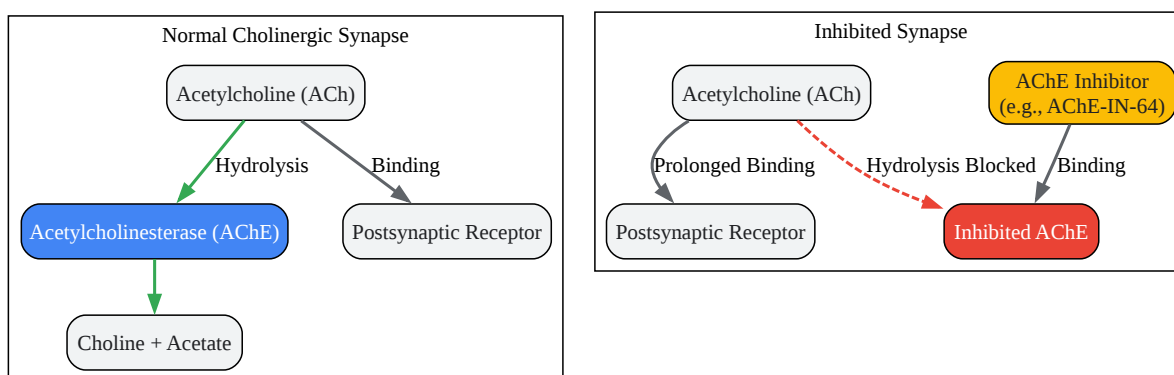 Normal Cholinergic Synapse
Acetylcholine (ACh)
Hydrolysis
Binding
Acetylcholinesterase (AChE)
Postsynaptic Receptor
Choline + Acetate
Inhibited Synapse
Acetylcholine (ACh)
AChE Inhibitor
(e.g., AChE-IN-64)
Prolonged Binding
Hydrolysis Blocked
Binding
Postsynaptic Receptor
Inhibited AChE